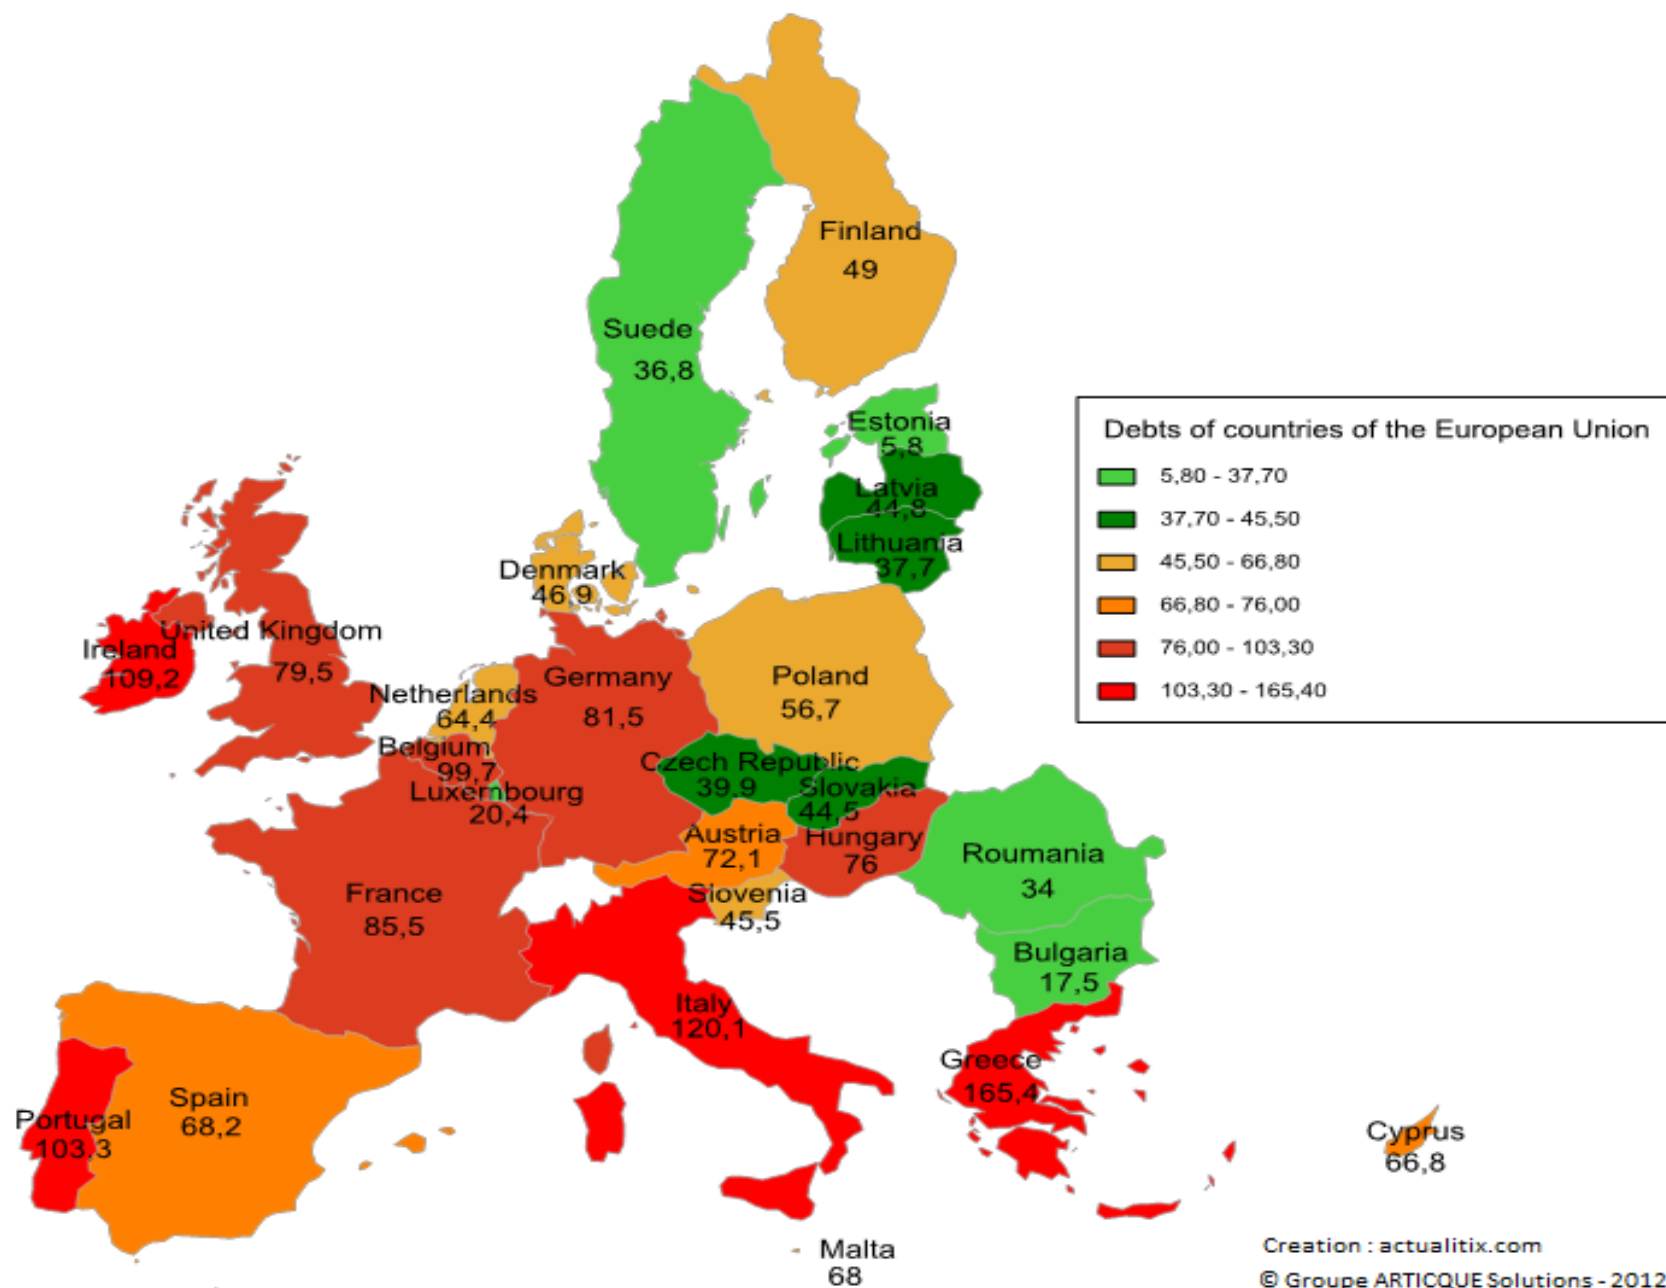 Finland
49
Suede
36,8
Estonia
5,8
Latvia
44,8
Lithuania
37,7
Denmark
46,9
United Kingdom
79,5
Ireland
109,2
Netherlands
64,4
Germany
81,5
Poland
56,7
Belgium
99,7
Luxembourg
20,4
Czech Republic
39,9
Slovakia
44,5
Austria
72,1
Hungary
76
Slovenia
45,5
Roumania
34
France
85,5
Bulgaria
17,5
Italy
120,1
Greece
165,4
Spain
68,2
Portugal
103,3
Cyprus
66,8
Malta
68
Debts of countries of the European Union
5,80 - 37,70
37,70 - 45,50
45,50 - 66,80
66,80 - 76,00
76,00 - 103,30
103,30 - 165,40
Creation : actualitix.com
© Groupe ARTICQUE Solutions - 2012